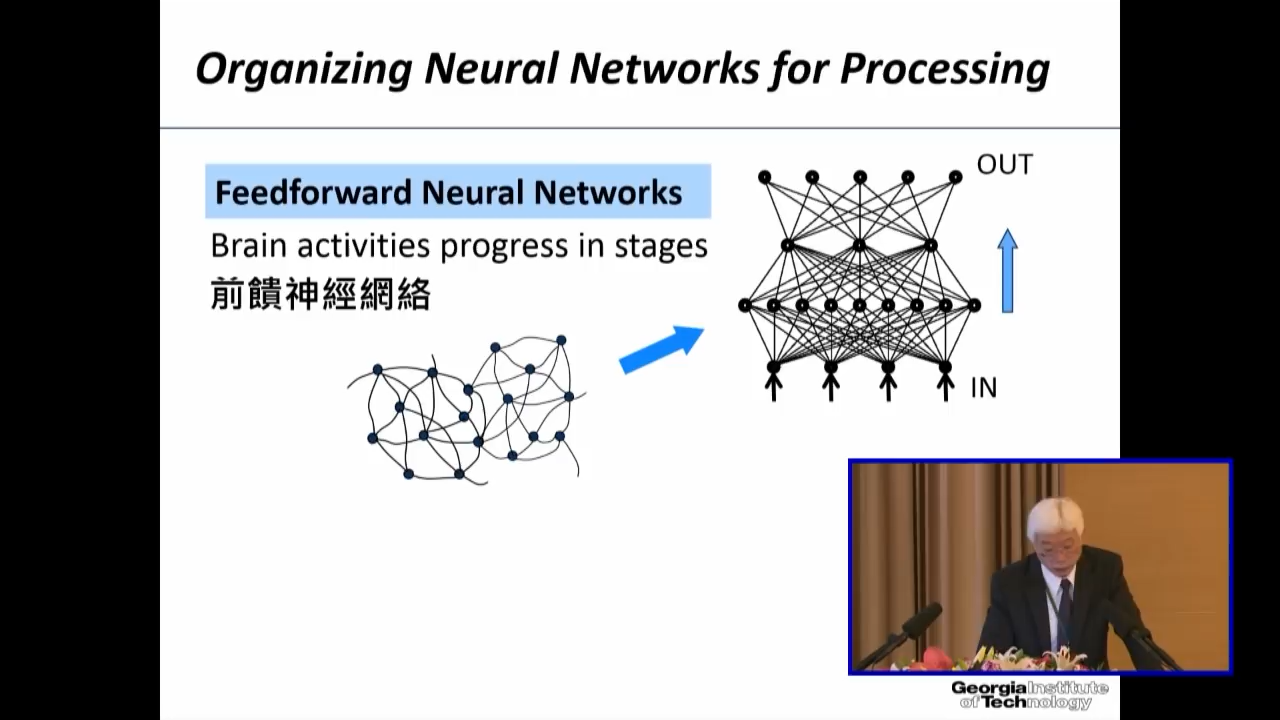 Organizing Neural Networks for Processing
Feedforward Neural Networks
Brain activities progress in stages
前饋神經網絡
OUT
IN
Georgia Institute
of Technology